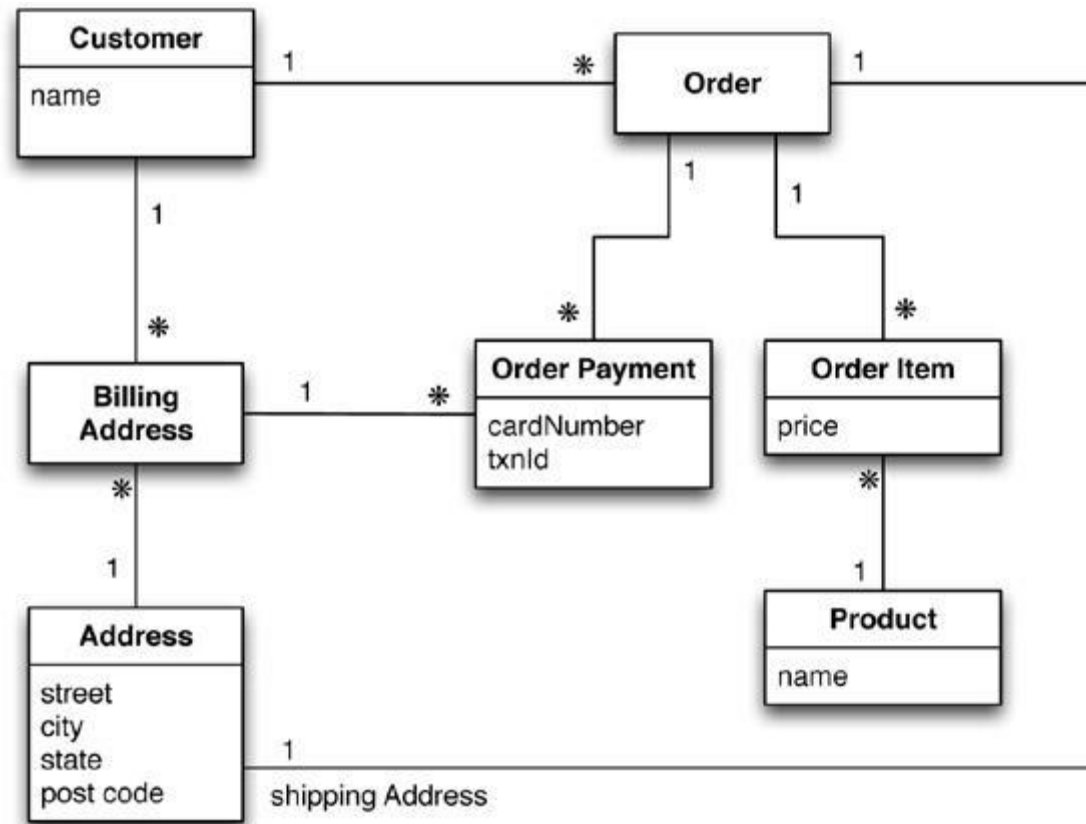 Customer
name
1
*
Order
1
1
1
1
*
*
*
Billing
Address
1
*
Order Payment
cardNumber
txnId
Order Item
price
*
*
1
1
Address
street
city
state
post code
Product
name
1
shipping Address